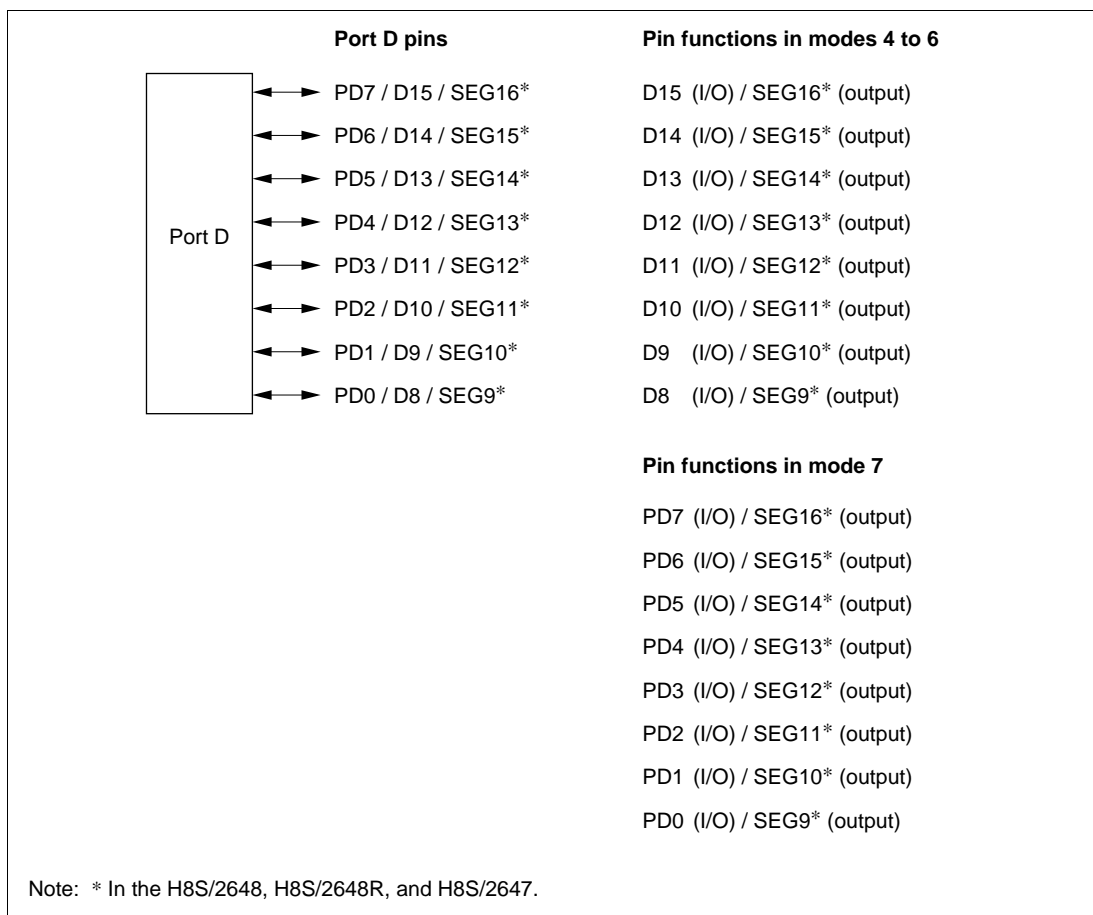 Port D pins
Pin functions in modes 4 to 6
Port D
PD7 / D15 / SEG16* D15 (I/O) / SEG16* (output)
PD6 / D14 / SEG15* D14 (I/O) / SEG15* (output)
PD5 / D13 / SEG14* D13 (I/O) / SEG14* (output)
PD4 / D12 / SEG13* D12 (I/O) / SEG13* (output)
PD3 / D11 / SEG12* D11 (I/O) / SEG12* (output)
PD2 / D10 / SEG11* D10 (I/O) / SEG11* (output)
PD1 / D9 / SEG10* D9 (I/O) / SEG10* (output)
PD0 / D8 / SEG9* D8 (I/O) / SEG9* (output)
Pin functions in mode 7
PD7 (I/O) / SEG16* (output)
PD6 (I/O) / SEG15* (output)
PD5 (I/O) / SEG14* (output)
PD4 (I/O) / SEG13* (output)
PD3 (I/O) / SEG12* (output)
PD2 (I/O) / SEG11* (output)
PD1 (I/O) / SEG10* (output)
PD0 (I/O) / SEG9* (output)
Note: * In the H8S/2648, H8S/2648R, and H8S/2647.